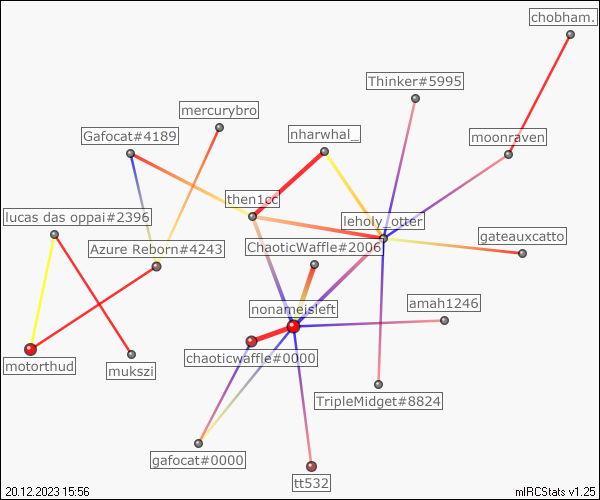 chobham.
Thinker#5995
mercurybro
Gafocat#4189
nharwhal_
moonraven
then1cc
lucas das oppai#2396
leholy_otter
gateauxcatto
Azure Reborn#4243
ChaoticWaffle#2006
nonameisleft
amah1246
motorthud
mukszi
chaoticwaffle#0000
TripleMidget#8824
gafocat#0000
tt532
20.12.2023 15:56
mIRCStats v1.25